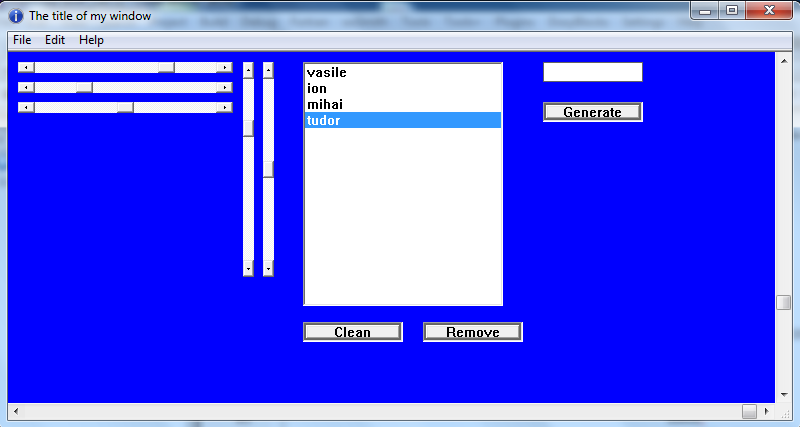 The title of my window
File Edit Help
vasile
ion
mihai
tudor
Generate
Clean Remove